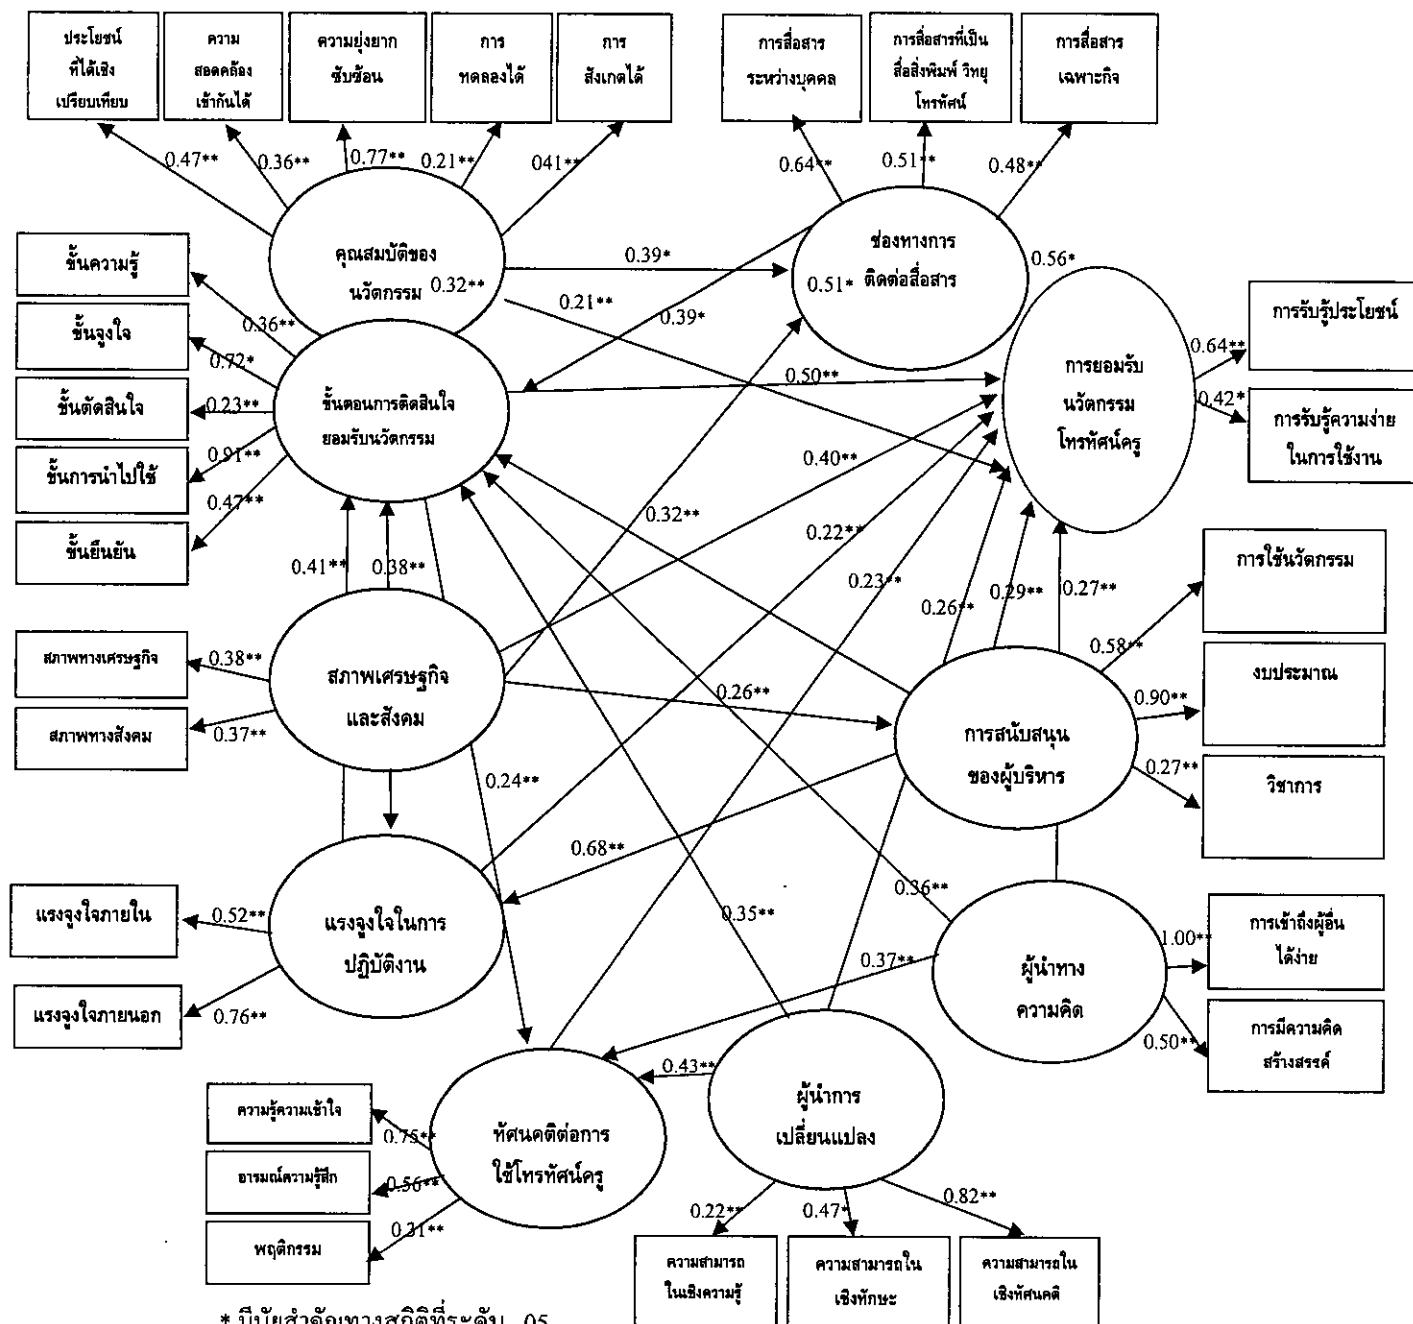 ประโยชน์
ที่ได้เชิง
เปรียบเทียบ
ความ
สอดคล้อง
เข้ากันได้
ความยุ่งยาก
ซับซ้อน
การ
ทดลองได้
การ
สังเกตได้
การสื่อสาร
ระหว่างบุคคล
การสื่อสารที่เป็น
สื่อสิ่งพิมพ์ วิทยุ
โทรทัศน์
การสื่อสาร
เฉพาะกิจ
0.47**
0.36**
0.77**
0.21**
041**
0.64**
0.51**
0.48**
คุณสมบัติของ
นวัตกรรม
0.32**
0.39*
ช่องทางการ
ติดต่อสื่อสาร
0.51*
0.56*
0.21**
0.39*
ขั้นความรู้
ขั้นจูงใจ
ขั้นตัดสินใจ
ขั้นการนำไปใช้
ขั้นยืนยัน
0.36**
0.72*
0.23**
0.91**
0.47**
ขั้นตอนการติดสินใจ
ยอมรับนวัตกรรม
0.50**
การยอมรับ
นวัตกรรม
โทรทัศน์ครู
0.64**
0.42*
การรับรู้ประโยชน์
การรับรู้ความง่าย
ในการใช้งาน
0.40**
0.32**
0.22**
0.23**
0.26**
0.29**
0.27**
0.41**
0.38**
สภาพทางเศรษฐกิจ
สภาพทางสังคม
0.38**
0.37**
สภาพเศรษฐกิจ
และสังคม
0.26**
0.24**
การสนับสนุน
ของผู้บริหาร
0.58**
0.90**
0.27**
การใช้นวัตกรรม
งบประมาณ
วิชาการ
0.68**
0.36**
0.35**
0.37**
แรงจูงใจภายใน
แรงจูงใจภายนอก
0.52**
0.76**
แรงจูงใจในการ
ปฏิบัติงาน
ผู้นำทาง
ความคิด
1.00**
0.50**
การเข้าถึงผู้อื่น
ได้ง่าย
การมีความคิด
สร้างสรรค์
0.43**
ความรู้ความเข้าใจ
อารมณ์ความรู้สึก
พฤติกรรม
0.75**
0.56**
0.31**
ทัศนคติต่อการ
ใช้โทรทัศน์ครู
ผู้นำการ
เปลี่ยนแปลง
0.22**
0.47*
0.82**
ความสามารถ
ในเชิงความรู้
ความสามารถใน
เชิงทักษะ
ความสามารถใน
เชิงทัศนคติ
* มีนัยสำคัญทางสถิติที่ระดับ .05